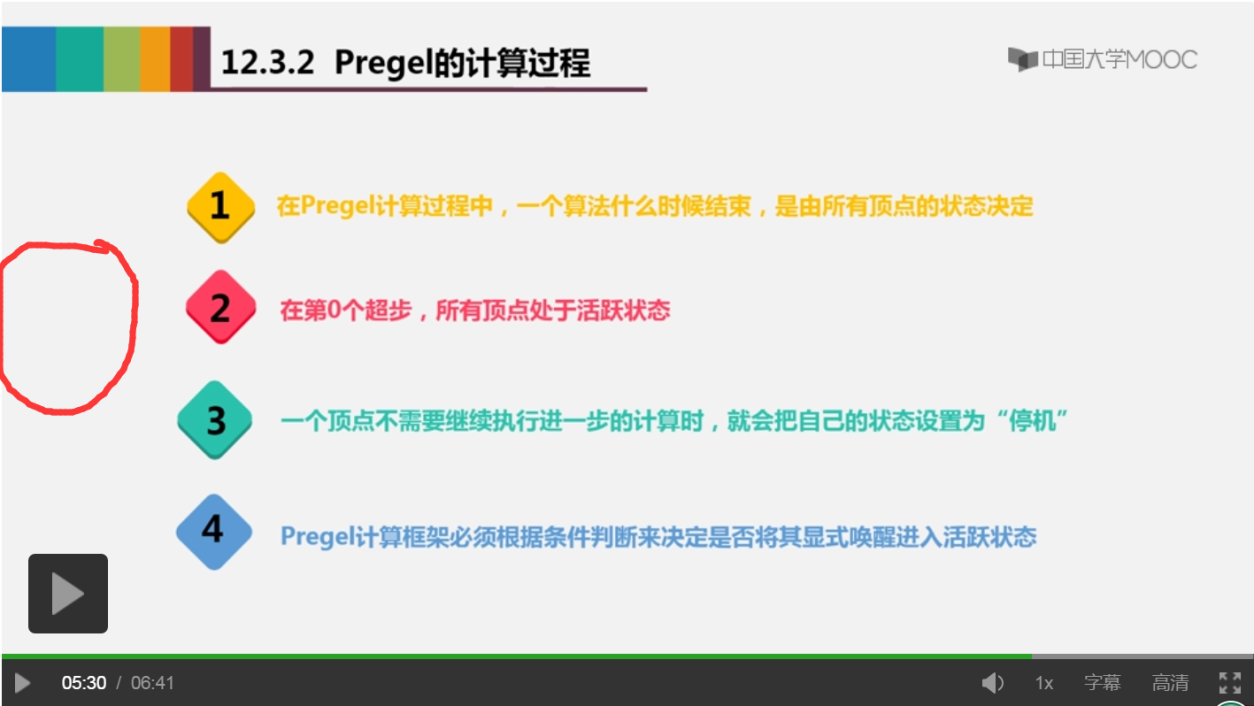 12.3.2 Pregel的计算过程
中国大学MOOC
1 在Pregel计算过程中，一个算法什么时候结束，是由所有顶点的状态决定
2 在第0个超步，所有顶点处于活跃状态
3 一个顶点不需要继续执行进一步的计算时，就会把自己的状态设置为“停机”
4 Pregel计算框架必须根据条件判断来决定是否将其显式唤醒进入活跃状态
05:30 / 06:41 1x 字幕 高清